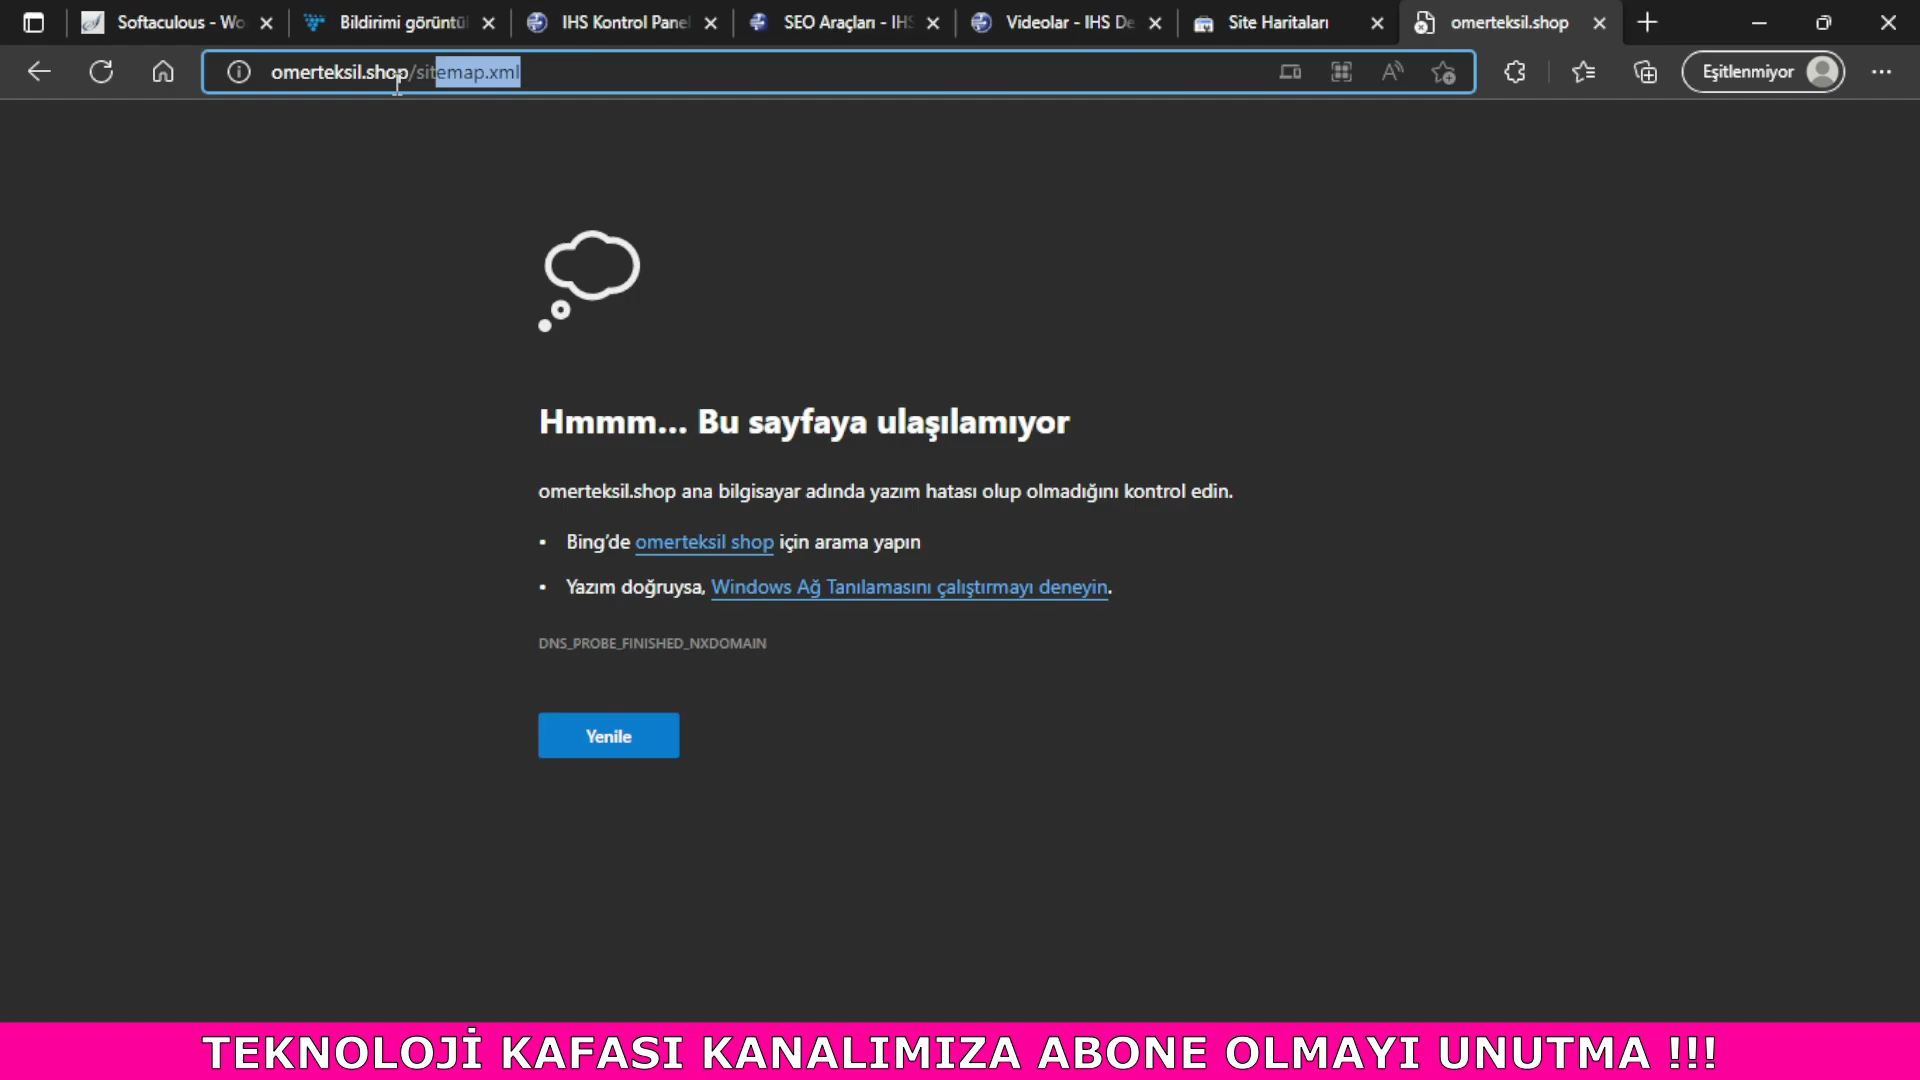 Softaculous - Wo
Bildirimi görüntül
IHS Kontrol Panel
SEO Araçları - IHS
Videolar - IHS De
Site Haritaları
omerteksil.shop
omerteksil.shop/sitemap.xml
Eşitlenmiyor
Hmmm... Bu sayfaya ulaşılamıyor
omerteksil.shop ana bilgisayar adında yazım hatası olup olmadığını kontrol edin.
• Bing'de omerteksil shop için arama yapın
• Yazım doğruysa, Windows Ağ Tanılamasını çalıştırmayı deneyin.
DNS_PROBE_FINISHED_NXDOMAIN
Yenile
TEKNOLOJİ KAFASI KANALIMIZA ABONE OLMAYI UNUTMA !!!